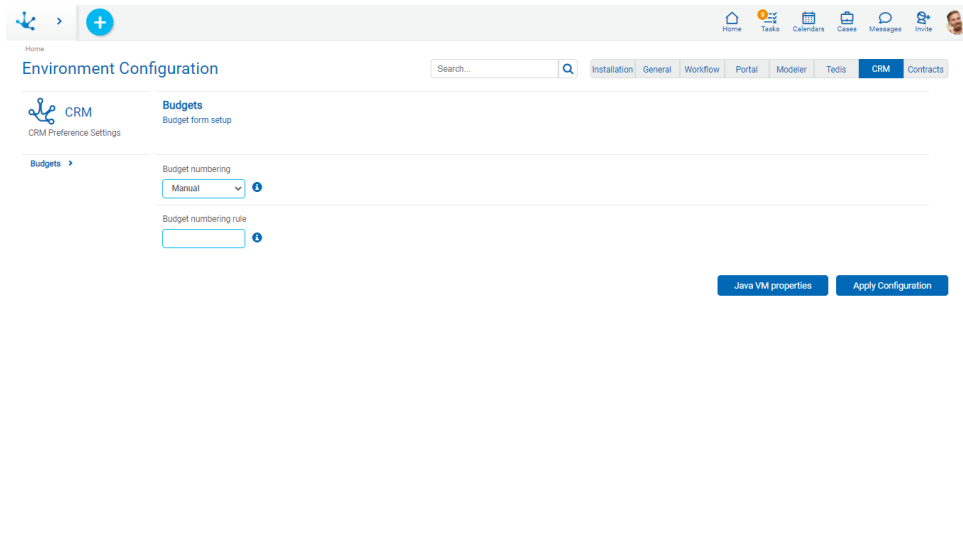 9
Home
Tasks
Calendars
Cases
Messages
Invite
Home
Environment Configuration
Search...
Installation
General
Workflow
Portal
Modeler
Tedis
CRM
Contracts
CRM
CRM Preference Settings
Budgets
Budget form setup
Budgets
Budget numbering
Manual
Budget numbering rule
Java VM properties
Apply Configuration